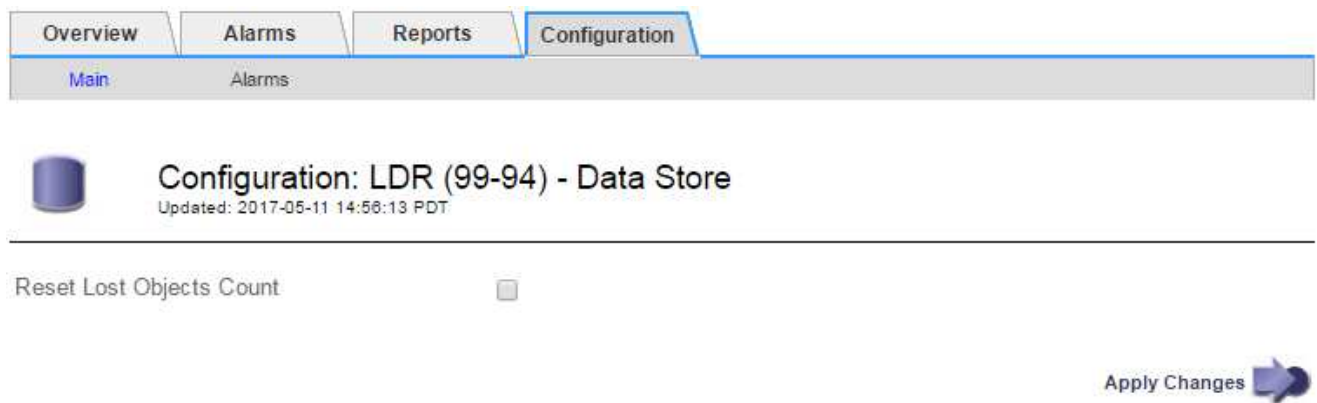 Overview Alarms Reports Configuration
Main Alarms
Configuration: LDR (99-94) - Data Store
Updated: 2017-05-11 14:56:13 PDT
Reset Lost Objects Count
Apply Changes